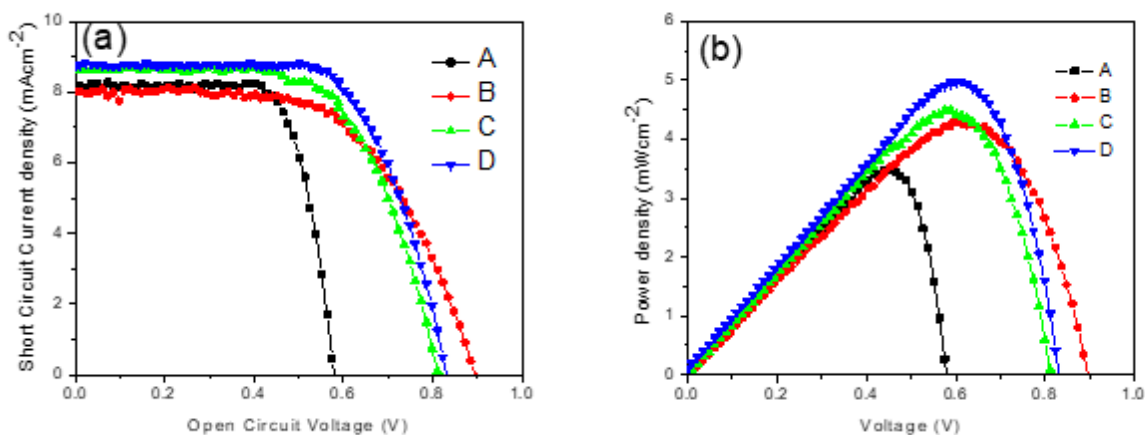 (a)
Short Circuit Current density (mAcm-2)
10
8
6
4
2
0
0.0 0.2 0.4 0.6 0.8 1.0
Open Circuit Voltage (V)
A
B
C
D
(b)
Power density (mWcm-2)
6
5
4
3
2
1
0
0.0 0.2 0.4 0.6 0.8 1.0
Voltage (V)
A
B
C
D